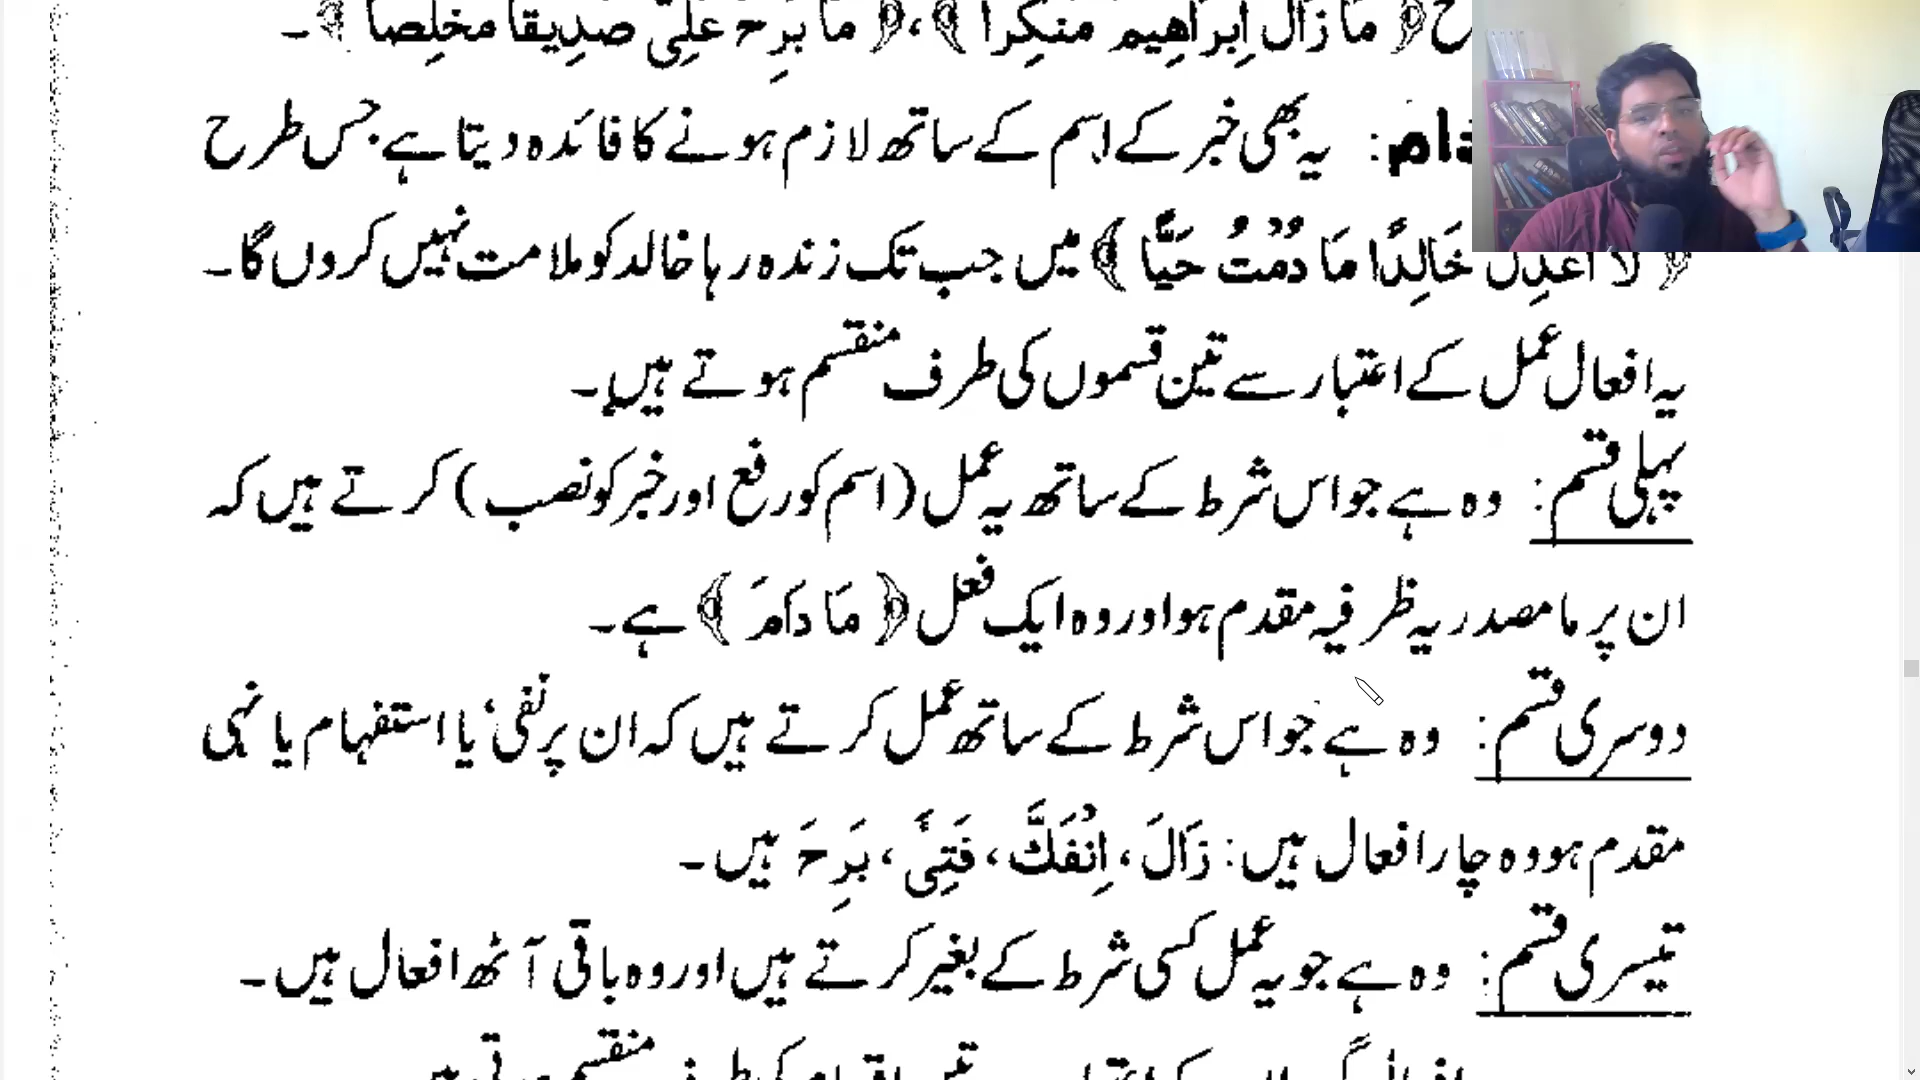 ﴿ مَا زَالَ اِبْرَاهِيمُ مُنْكِرًا ﴾، ﴿ مَا بَرِحَ عَلِيٌّ صَدِيقًا مُخْلِصًا ﴾۔
دام: یہ بھی خبر کے اسم کے ساتھ لازم ہونے کا فائدہ دیتا ہے جس طرح
﴿ لَا اَعْذِلُ خَالِدًا مَا دُمْتُ حَيًّا ﴾ میں جب تک زندہ رہا خالد کو ملامت نہیں کروں گا۔
یہ افعال عمل کے اعتبار سے تین قسموں کی طرف منقسم ہوتے ہیں۔
پہلی قسم: وہ ہے جو اس شرط کے ساتھ یہ عمل (اسم کو رفع اور خبر کو نصب) کرتے ہیں کہ
ان پر ما مصدریہ ظرفیہ مقدم ہو اور وہ ایک فعل ﴿ مَا دَامَ ﴾ ہے۔
دوسری قسم: وہ ہے جو اس شرط کے ساتھ عمل کرتے ہیں کہ ان پر نفی، یا استفہام یا نہی
مقدم ہو وہ چار افعال ہیں: زَالَ، اِنْفَكَّ، فَتِئَ، بَرِحَ ہیں۔
تیسری قسم: وہ ہے جو یہ عمل کسی شرط کے بغیر کرتے ہیں اور وہ باقی آٹھ افعال ہیں۔